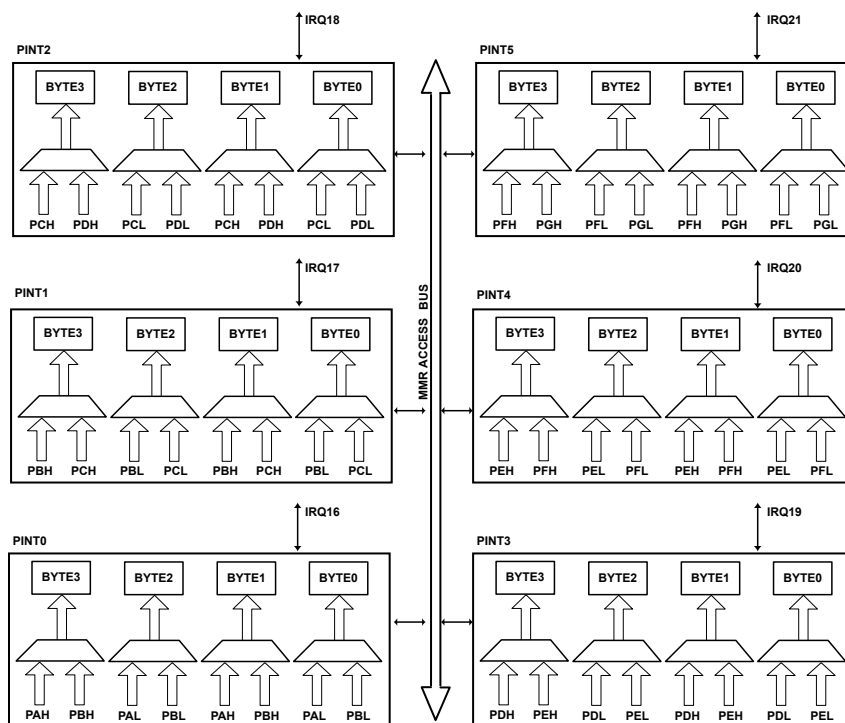 IRQ18
PINT2
BYTE3 BYTE2 BYTE1 BYTE0
PCH PDH PCL PDL PCH PDH PCL PDL
IRQ21
PINT5
BYTE3 BYTE2 BYTE1 BYTE0
PFH PGH PFL PGL PFH PGH PFL PGL
IRQ17
PINT1
BYTE3 BYTE2 BYTE1 BYTE0
PBH PCH PBL PCL PBH PCH PBL PCL
MMR ACCESS BUS
IRQ20
PINT4
BYTE3 BYTE2 BYTE1 BYTE0
PEH PFH PEL PFL PEH PFH PEL PFL
IRQ16
PINT0
BYTE3 BYTE2 BYTE1 BYTE0
PAH PBH PAL PBL PAH PBH PAL PBL
IRQ19
PINT3
BYTE3 BYTE2 BYTE1 BYTE0
PDH PEH PDL PEL PDH PEH PDL PEL